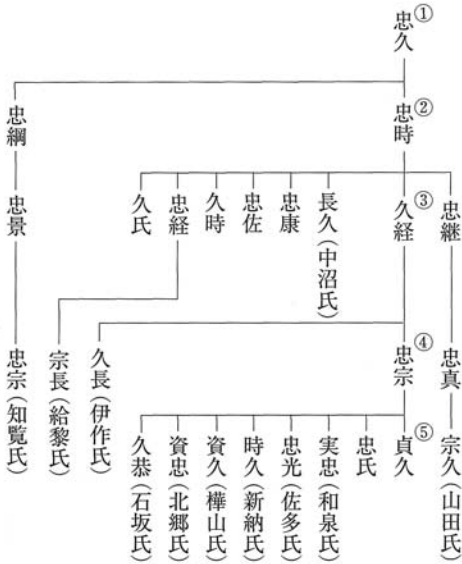 ①忠久
②忠時
忠綱
忠継
③久経
長久（中沼氏）
忠康
忠佐
久時
忠経
久氏
忠景
忠真
④忠宗
久長（伊作氏）
宗長（給黎氏）
忠宗（知覧氏）
宗久（山田氏）
⑤貞久
忠氏
実忠（和泉氏）
忠光（佐多氏）
時久（新納氏）
資久（樺山氏）
資忠（北郷氏）
久恭（石坂氏）